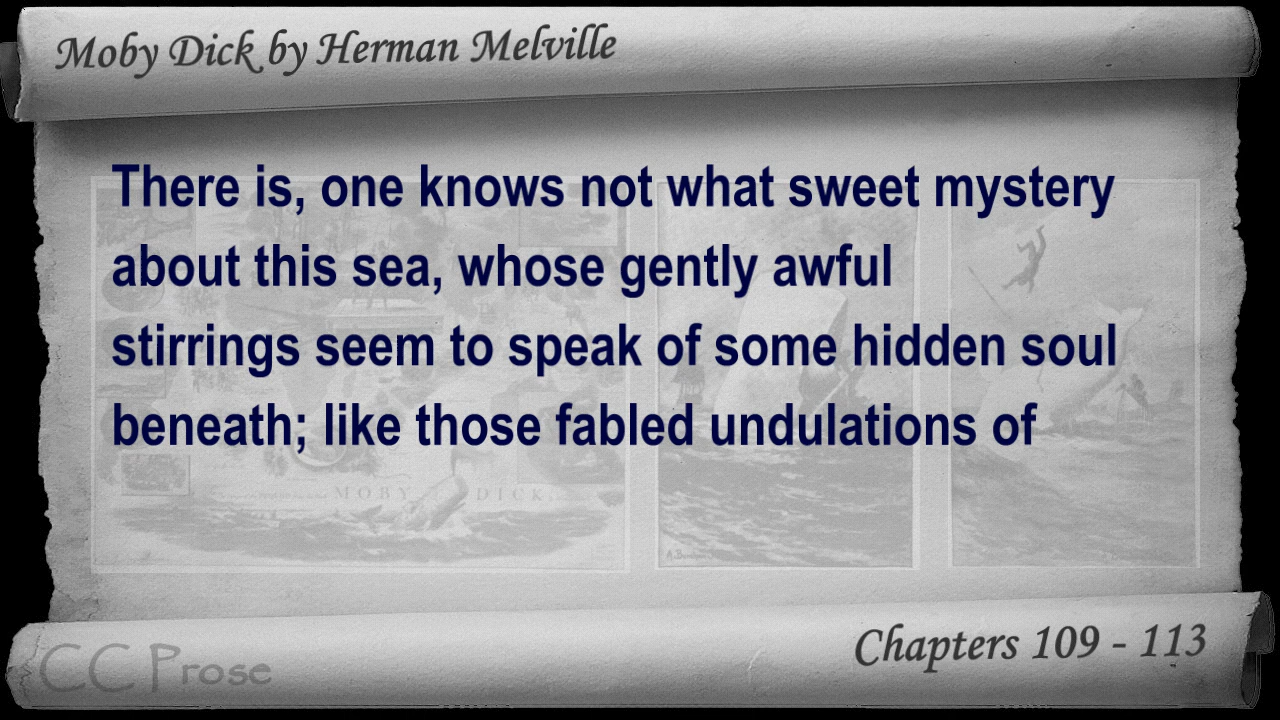 Moby Dick by Herman Melville
There is, one knows not what sweet mystery
about this sea, whose gently awful
stirrings seem to speak of some hidden soul
beneath; like those fabled undulations of
MOBY DICK
Chapters 109 - 113
CC Prose